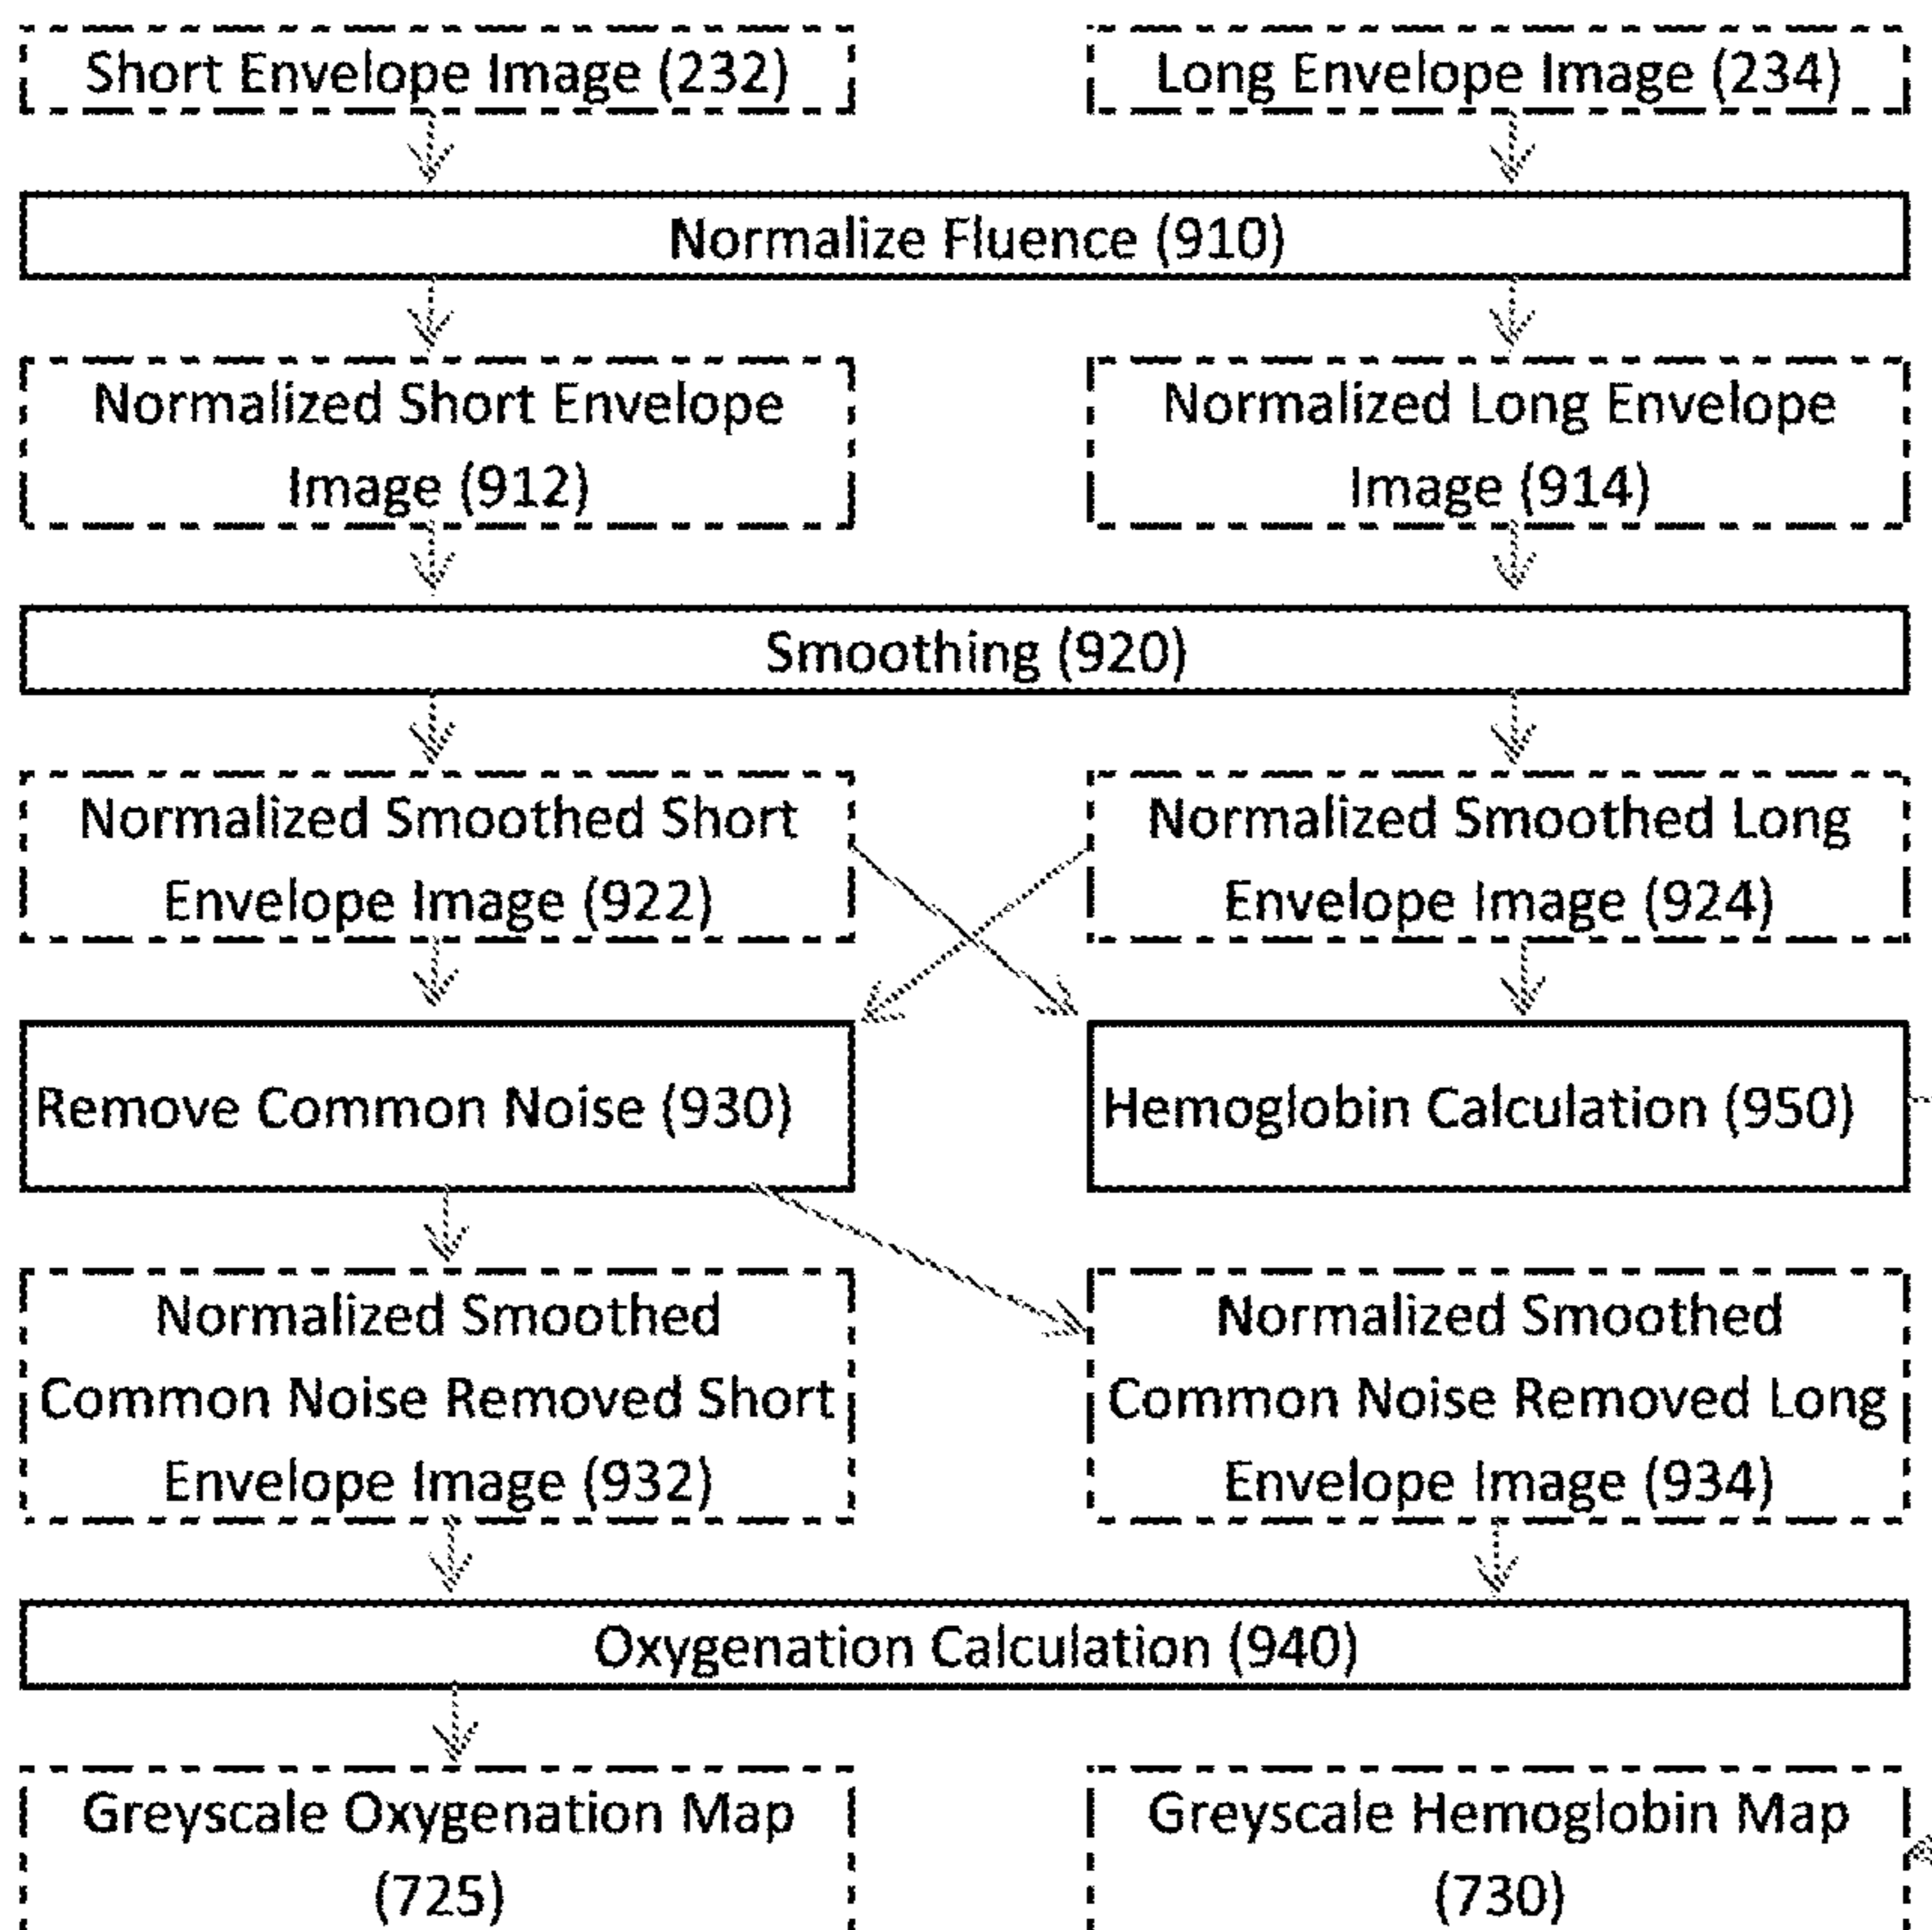 Short Envelope Image (232)
Long Envelope Image (234)
Normalize Fluence (910)
Normalized Short Envelope
Image (912)
Normalized Long Envelope
Image (914)
Smoothing (920)
Normalized Smoothed Short
Envelope Image (922)
Normalized Smoothed Long
Envelope Image (924)
Remove Common Noise (930)
Hemoglobin Calculation (950)
Normalized Smoothed
Common Noise Removed Short
Envelope Image (932)
Normalized Smoothed
Common Noise Removed Long
Envelope Image (934)
Oxygenation Calculation (940)
Greyscale Oxygenation Map
(725)
Greyscale Hemoglobin Map
(730)